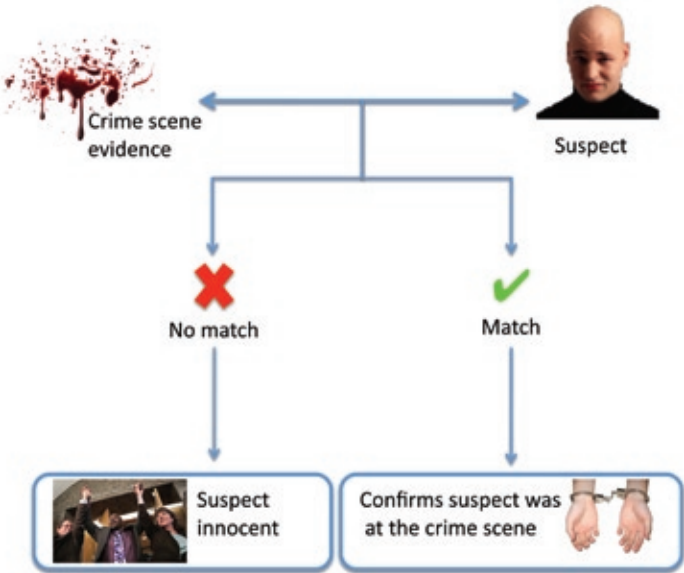 Crime scene
evidence
Suspect
No match
Match
Suspect
innocent
Confirms suspect was
at the crime scene